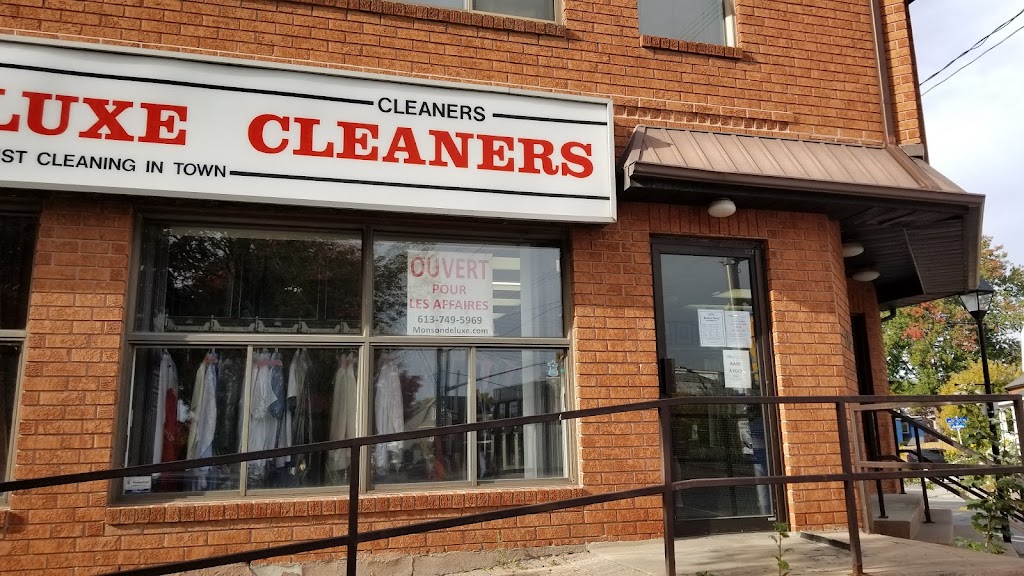 CLEANERS
LUXE CLEANERS
ST CLEANING IN TOWN
OUVERT
POUR
LES AFFAIRES
613-749-5969
Monsondeluxe.com